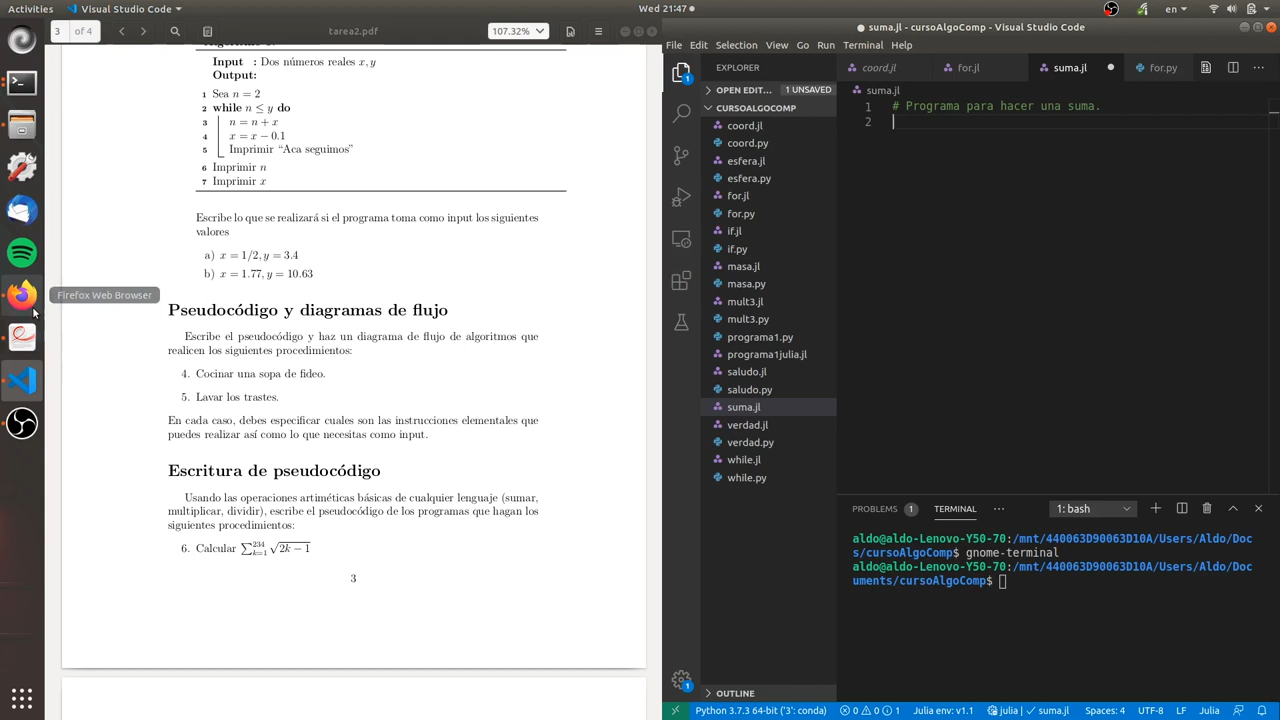 Activities
Visual Studio Code
Wed 21:47
en
3
of 4
tarea2.pdf
107.32%
Input : Dos números reales x, y
Output:
1 Sea n = 2
2 while n ≤ y do
3 n = n + x
4 x = x − 0.1
5 Imprimir “Aca seguimos”
6 Imprimir n
7 Imprimir x
Escribe lo que se realizará si el programa toma como input los siguientes
valores
a) x = 1/2, y = 3.4
b) x = 1.77, y = 10.63
Firefox Web Browser
Pseudocódigo y diagramas de flujo
Escribe el pseudocódigo y haz un diagrama de flujo de algoritmos que
realicen los siguientes procedimientos:
4. Cocinar una sopa de fideo.
5. Lavar los trastes.
En cada caso, debes especificar cuales son las instrucciones elementales que
puedes realizar así como lo que necesitas como input.
Escritura de pseudocódigo
Usando las operaciones artiméticas básicas de cualquier lenguaje (sumar,
multiplicar, dividir), escribe el pseudocódigo de los programas que hagan los
siguientes procedimientos:
6. Calcular ∑_{k=1}^{234} √(2k − 1)
3
● suma.jl - cursoAlgoComp - Visual Studio Code
File Edit Selection View Go Run Terminal Help
EXPLORER
coord.jl
for.jl
suma.jl
for.py
OPEN EDIT... 1 UNSAVED
CURSOALGOCOMP
coord.jl
coord.py
esfera.jl
esfera.py
for.jl
for.py
if.jl
if.py
masa.jl
masa.py
mult3.jl
mult3.py
programa1.py
programa1julia.jl
saludo.jl
saludo.py
suma.jl
verdad.jl
verdad.py
while.jl
while.py
OUTLINE
suma.jl
1 # Programa para hacer una suma.
2
PROBLEMS 1 TERMINAL ··· 1: bash
aldo@aldo-Lenovo-Y50-70:/mnt/440063D90063D10A/Users/Aldo/Doc
s/cursoAlgoComp$ gnome-terminal
aldo@aldo-Lenovo-Y50-70:/mnt/440063D90063D10A/Users/Aldo/Doc
uments/cursoAlgoComp$
1
1
Python 3.7.3 64-bit ('3': conda) 0 0 1 Julia env: v1.1 julia | ✓ suma.jl Spaces: 4 UTF-8 LF Julia